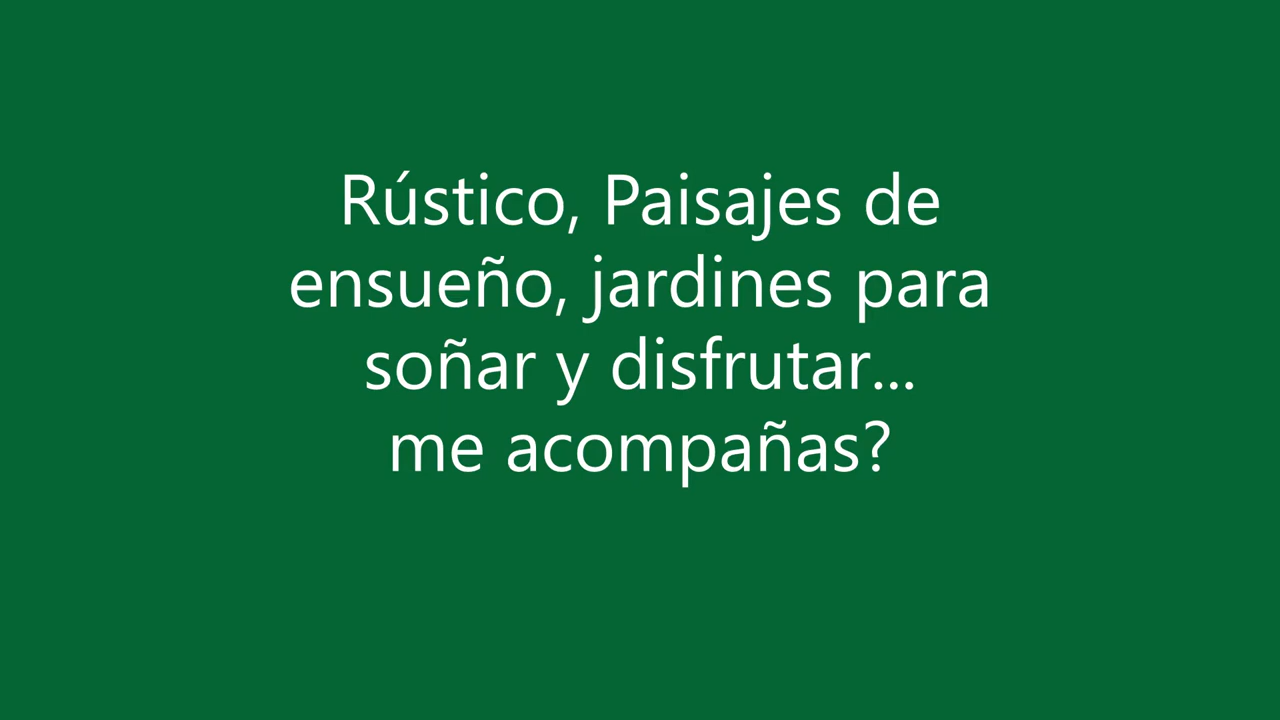 Rústico, Paisajes de
ensueño, jardines para
soñar y disfrutar...
me acompañas?